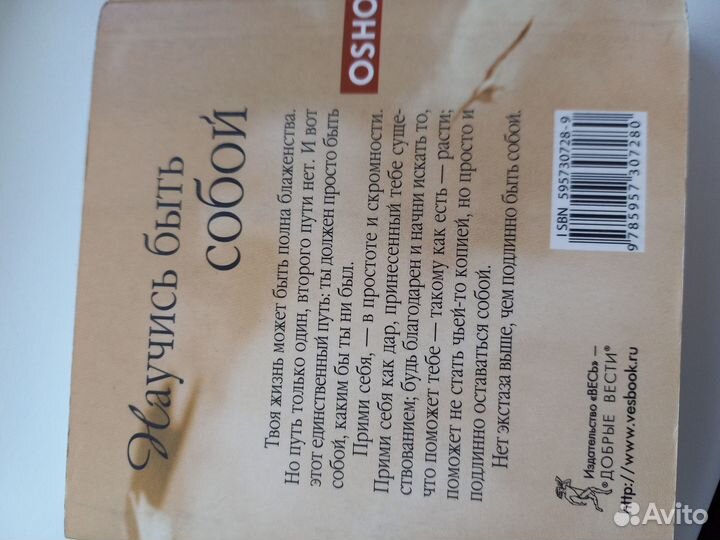 Научись быть
собой
OSHO
Твоя жизнь может быть полна блаженства.
Но путь только один, второго пути нет. И вот
этот единственный путь: ты должен просто быть
собой, каким бы ты ни был.
Прими себя, — в простоте и скромности.
Прими себя как дар, принесенный тебе суще-
ствованием; будь благодарен и начни искать то,
что поможет тебе — такому как есть — расти;
поможет не стать чьей-то копией, но просто и
подлинно оставаться собой.
Нет экстаза выше, чем подлинно быть собой.
Издательство «ВЕСЬ» —
®ДОБРЫЕ ВЕСТИ®
http://www.vesbook.ru
ISBN 595730728-9
9785957307280
Avito